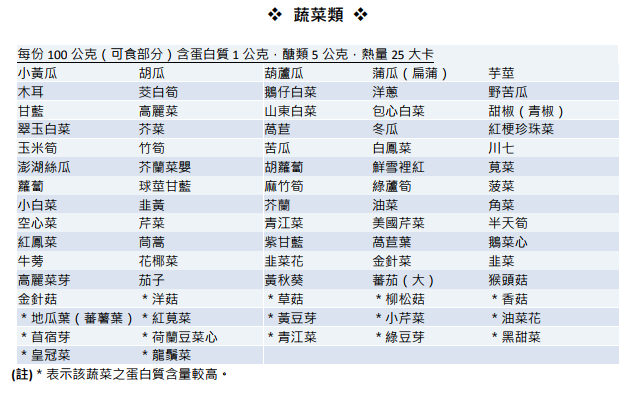 ❖ 蔬菜類 ❖
每份 100 公克（可食部分）含蛋白質 1 公克，醣類 5 公克，熱量 25 大卡
小黃瓜 胡瓜 葫蘆瓜 蒲瓜（扁蒲） 芋莖
木耳 茭白筍 鵝仔白菜 洋蔥 野苦瓜
甘藍 高麗菜 山東白菜 包心白菜 甜椒（青椒）
翠玉白菜 芥菜 萵苣 冬瓜 紅梗珍珠菜
玉米筍 竹筍 苦瓜 白鳳菜 川七
澎湖絲瓜 芥蘭菜嬰 胡蘿蔔 鮮雪裡紅 莧菜
蘿蔔 球莖甘藍 麻竹筍 綠蘆筍 菠菜
小白菜 韭黃 芥蘭 油菜 角菜
空心菜 芹菜 青江菜 美國芹菜 半天筍
紅鳳菜 茼蒿 紫甘藍 萵苣葉 鵝菜心
牛蒡 花椰菜 韭菜花 金針菜 韭菜
高麗菜芽 茄子 黃秋葵 蕃茄（大） 猴頭菇
金針菇 * 洋菇 * 草菇 * 柳松菇 * 香菇
* 地瓜葉（蕃薯葉） * 紅莧菜 * 黃豆芽 * 小芹菜 * 油菜花
* 苜宿芽 * 荷蘭豆菜心 * 青江菜 * 綠豆芽 * 黑甜菜
* 皇冠菜 * 龍鬚菜
(註) * 表示該蔬菜之蛋白質含量較高。